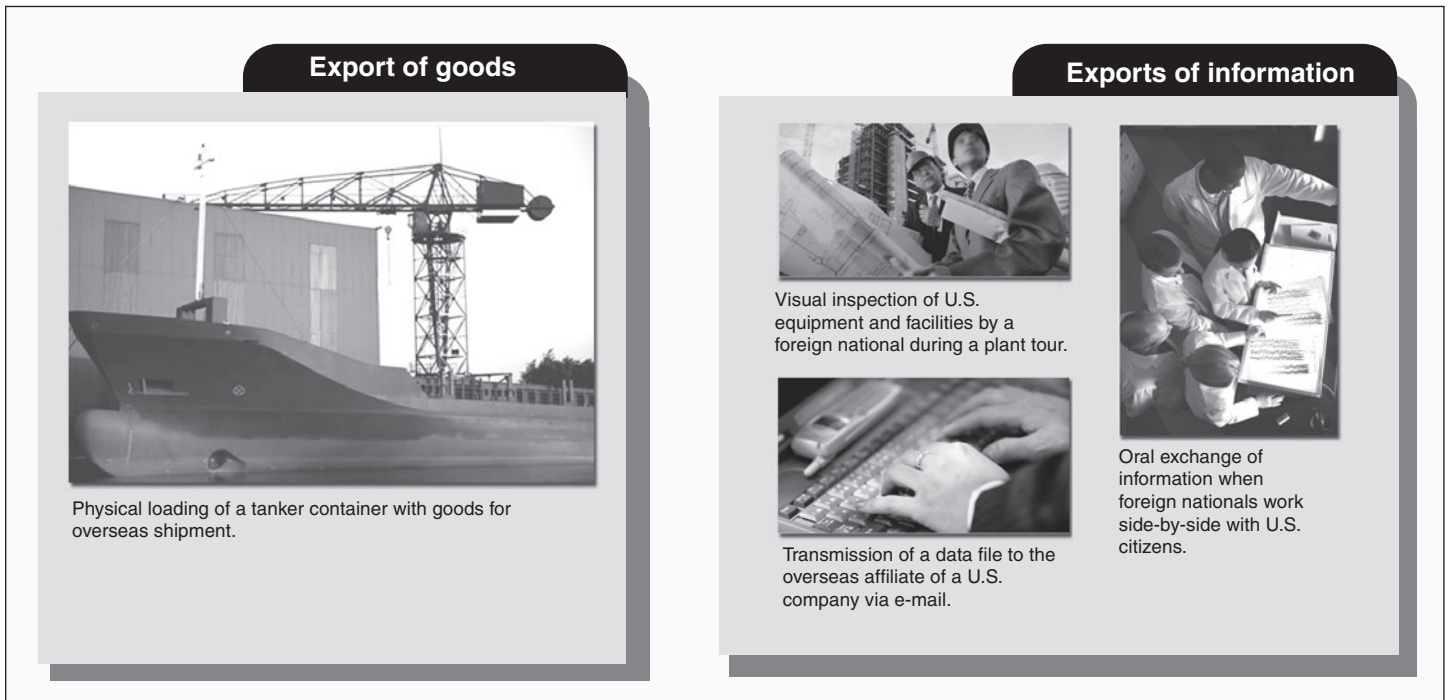 Export of goods
Physical loading of a tanker container with goods for
overseas shipment.
Exports of information
Visual inspection of U.S.
equipment and facilities by a
foreign national during a plant tour.
Transmission of a data file to the
overseas affiliate of a U.S.
company via e-mail.
Oral exchange of
information when
foreign nationals work
side-by-side with U.S.
citizens.